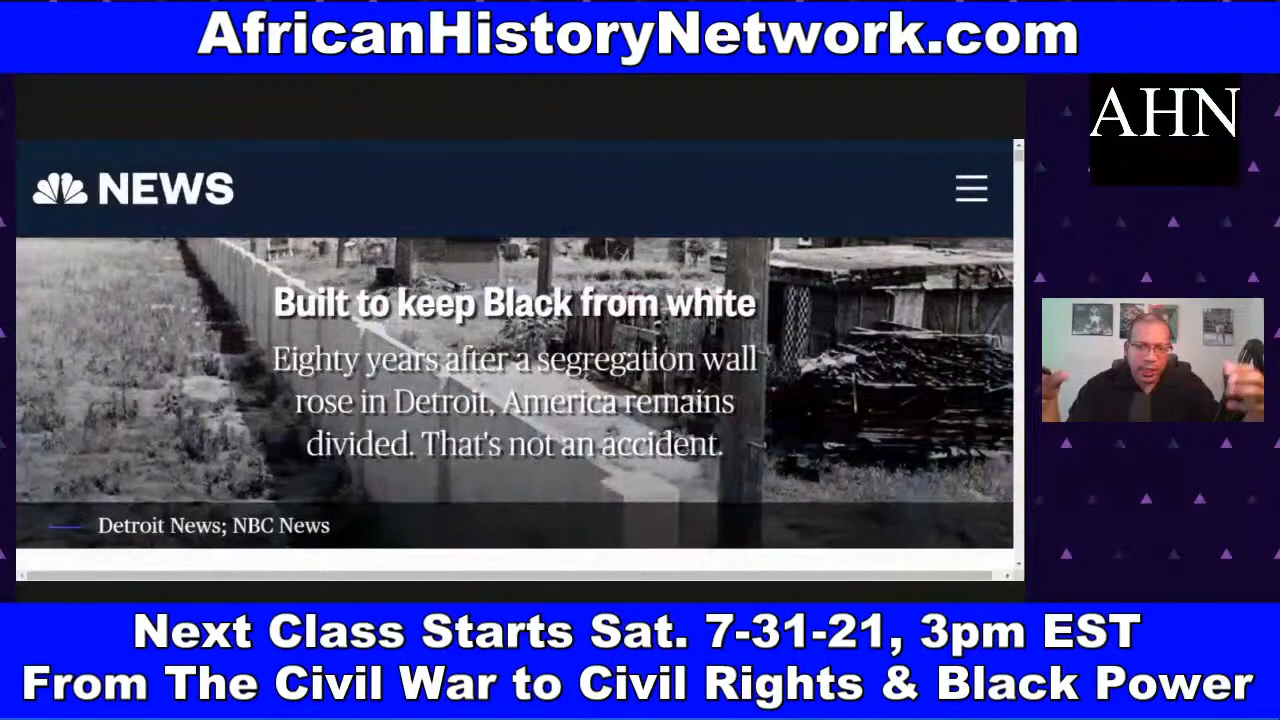 AfricanHistoryNetwork.com
AHN
NEWS
Built to keep Black from white
Eighty years after a segregation wall
rose in Detroit, America remains
divided. That's not an accident.
Detroit News; NBC News
Next Class Starts Sat. 7-31-21, 3pm EST
From The Civil War to Civil Rights & Black Power